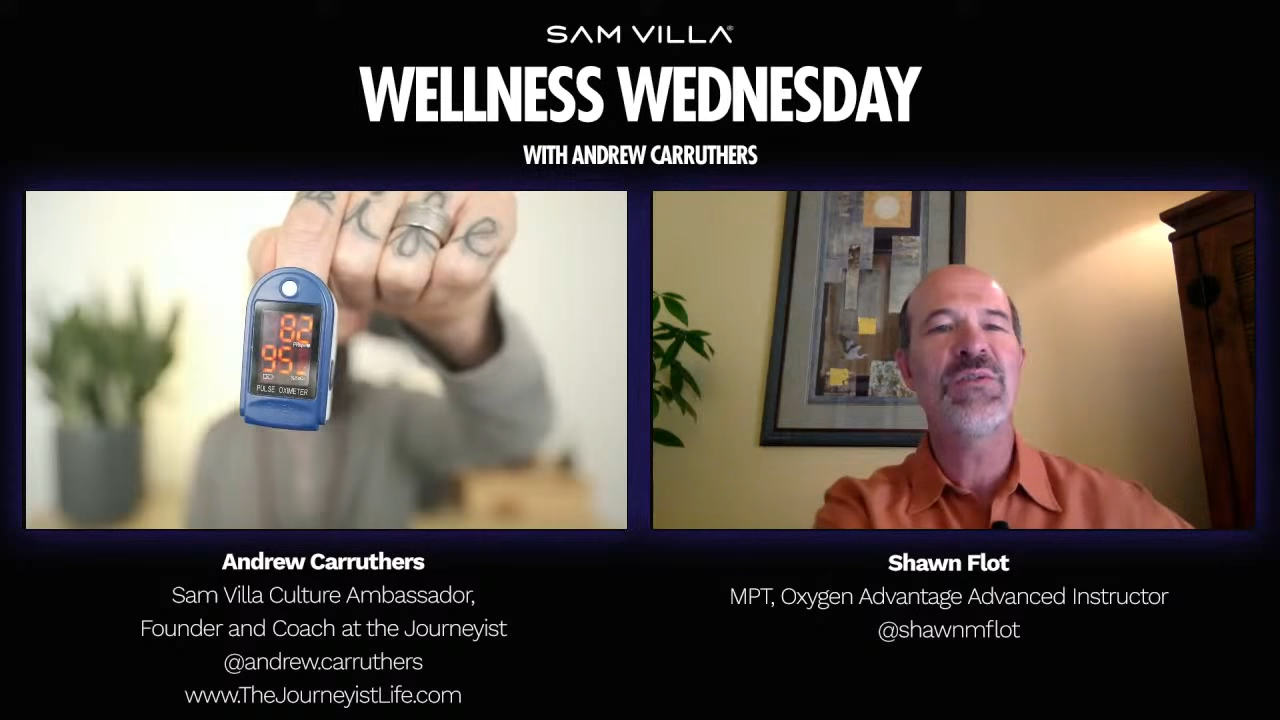 SAM VILLA®
WELLNESS WEDNESDAY
WITH ANDREW CARRUTHERS
ife
82
95
PULSE OXIMETER
Andrew Carruthers
Sam Villa Culture Ambassador,
Founder and Coach at the Journeyist
@andrew.carruthers
www.TheJourneyistLife.com
Shawn Flot
MPT, Oxygen Advantage Advanced Instructor
@shawnmflot